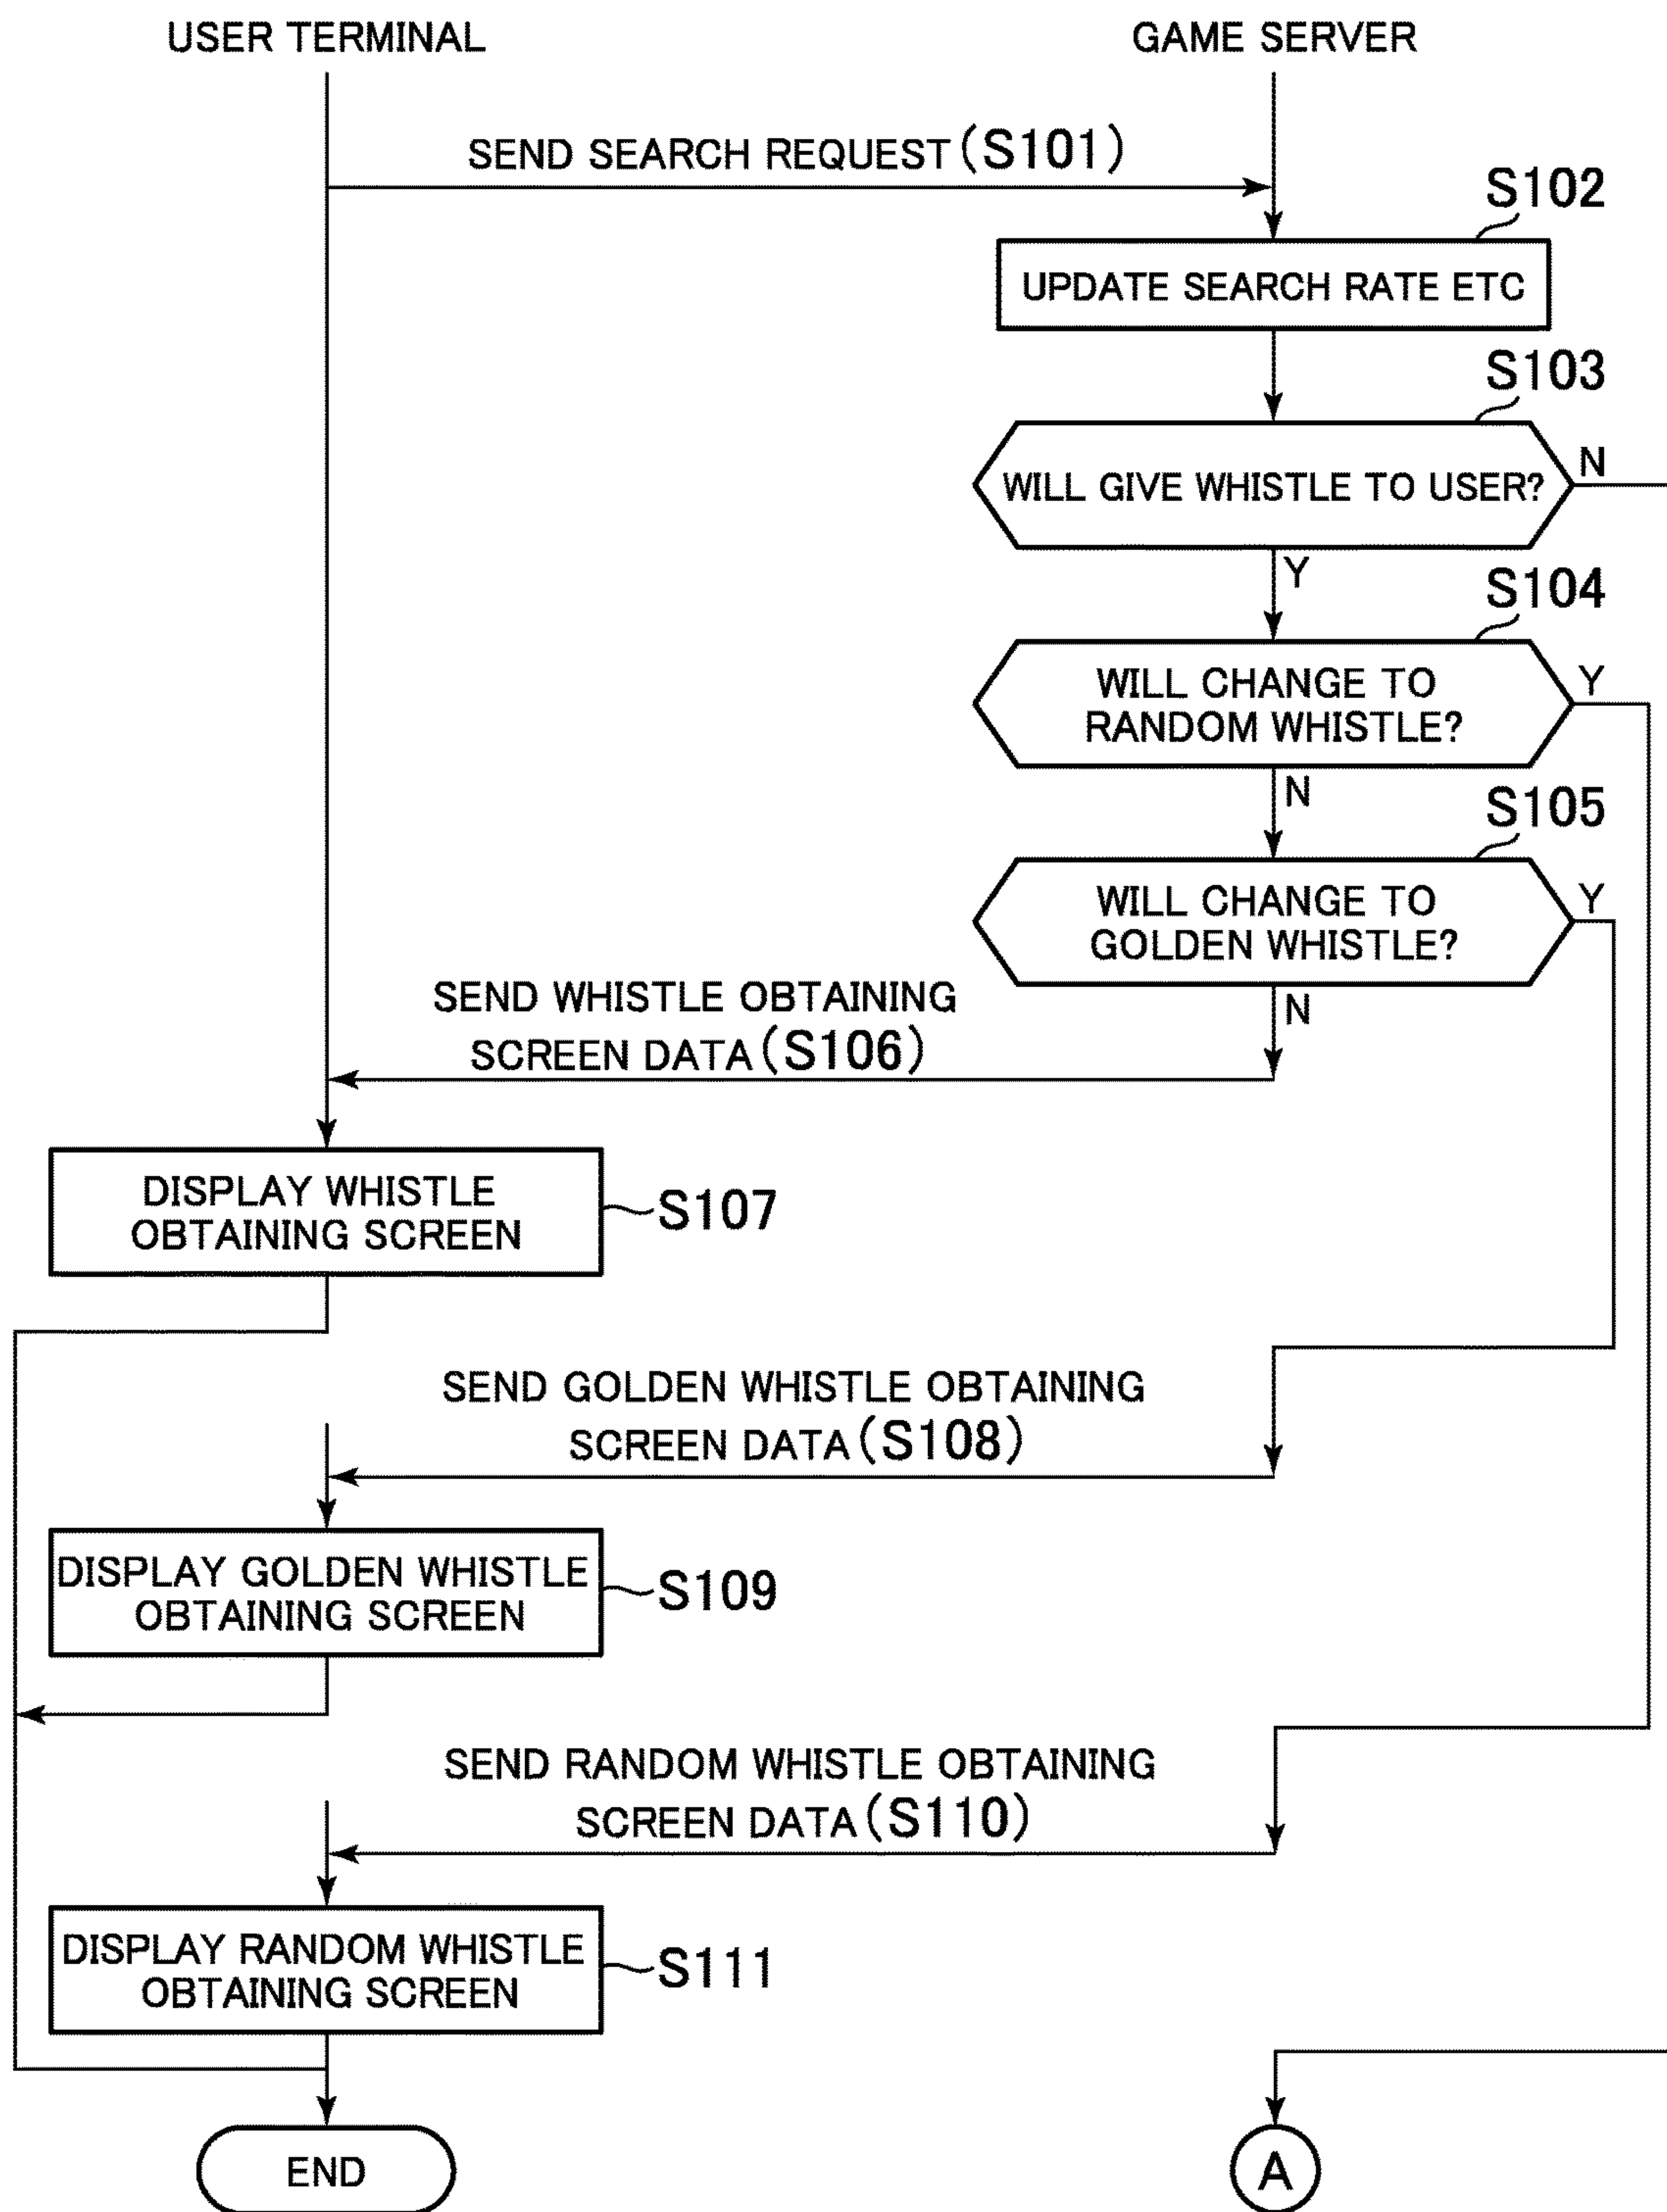 USER TERMINAL
GAME SERVER
SEND SEARCH REQUEST(S101)
S102
UPDATE SEARCH RATE ETC
S103
WILL GIVE WHISTLE TO USER?
N
Y
S104
WILL CHANGE TO
RANDOM WHISTLE?
Y
N
S105
WILL CHANGE TO
GOLDEN WHISTLE?
Y
N
SEND WHISTLE OBTAINING
SCREEN DATA(S106)
DISPLAY WHISTLE
OBTAINING SCREEN
S107
SEND GOLDEN WHISTLE OBTAINING
SCREEN DATA(S108)
DISPLAY GOLDEN WHISTLE
OBTAINING SCREEN
S109
SEND RANDOM WHISTLE OBTAINING
SCREEN DATA(S110)
DISPLAY RANDOM WHISTLE
OBTAINING SCREEN
S111
END
A